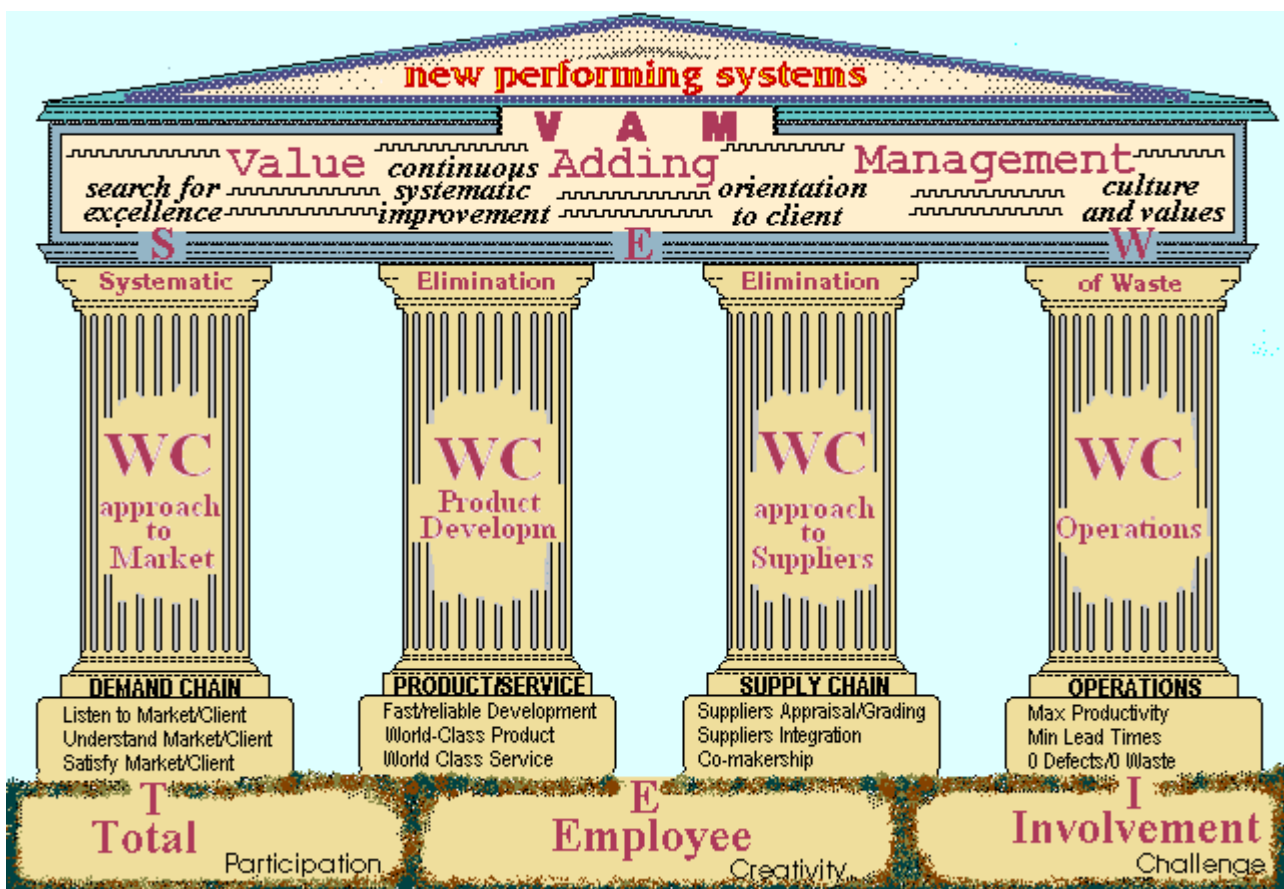 new performing systems
V A M
Value Adding Management
search for
excellence
continuous
systematic
improvement
orientation
to client
culture
and values
S E W
Systematic
Elimination
Elimination
of Waste
WC
approach
to
Market
WC
Product
Developm
WC
approach
to
Suppliers
WC
Operations
DEMAND CHAIN
Listen to Market/Client
Understand Market/Client
Satisfy Market/Client
PRODUCT/SERVICE
Fast/reliable Development
World-Class Product
World Class Service
SUPPLY CHAIN
Suppliers Appraisal/Grading
Suppliers Integration
Co-makership
OPERATIONS
Max Productivity
Min Lead Times
0 Defects/0 Waste
T E I
Total Employee Involvement
Participation
Creativity..
Challenge